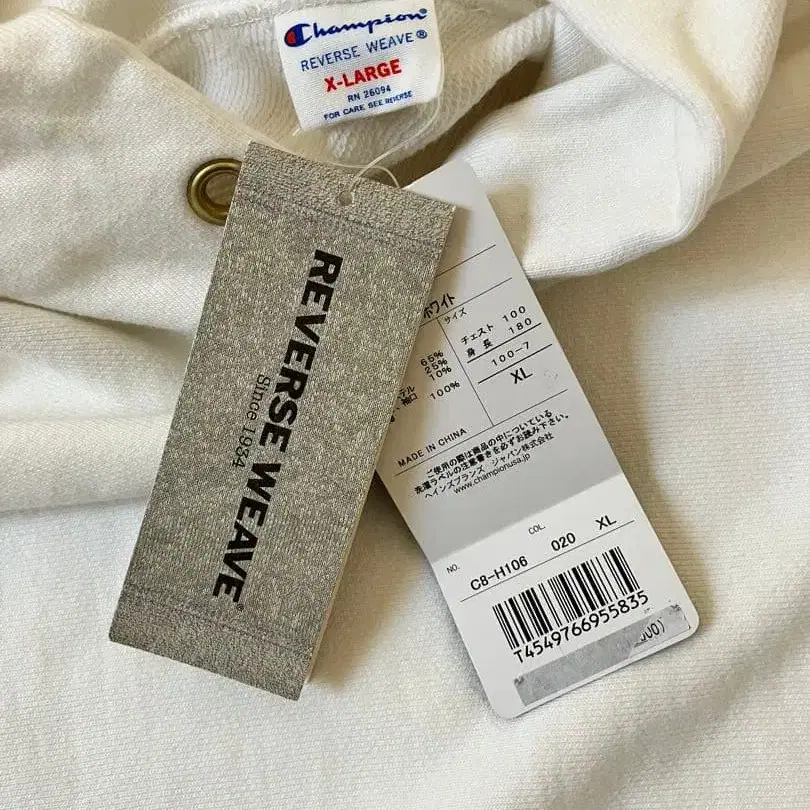 Champion
REVERSE WEAVE®
X-LARGE
RN 26094
FOR CARE SEE REVERSE
REVERSE WEAVE®
Since 1934
ホワイト
サイズ
65%
25%
10%
100%
チェスト 100
身長 180
100-7
XL
MADE IN CHINA
ご使用の際は商品の中についている
洗濯ラベルの注意書きを必ずお読み下さい。
ヘインズブランズ ジャパン株式会社
www.championusa.jp
NO.
COL.
C8-H106 020 XL
T4549766955835